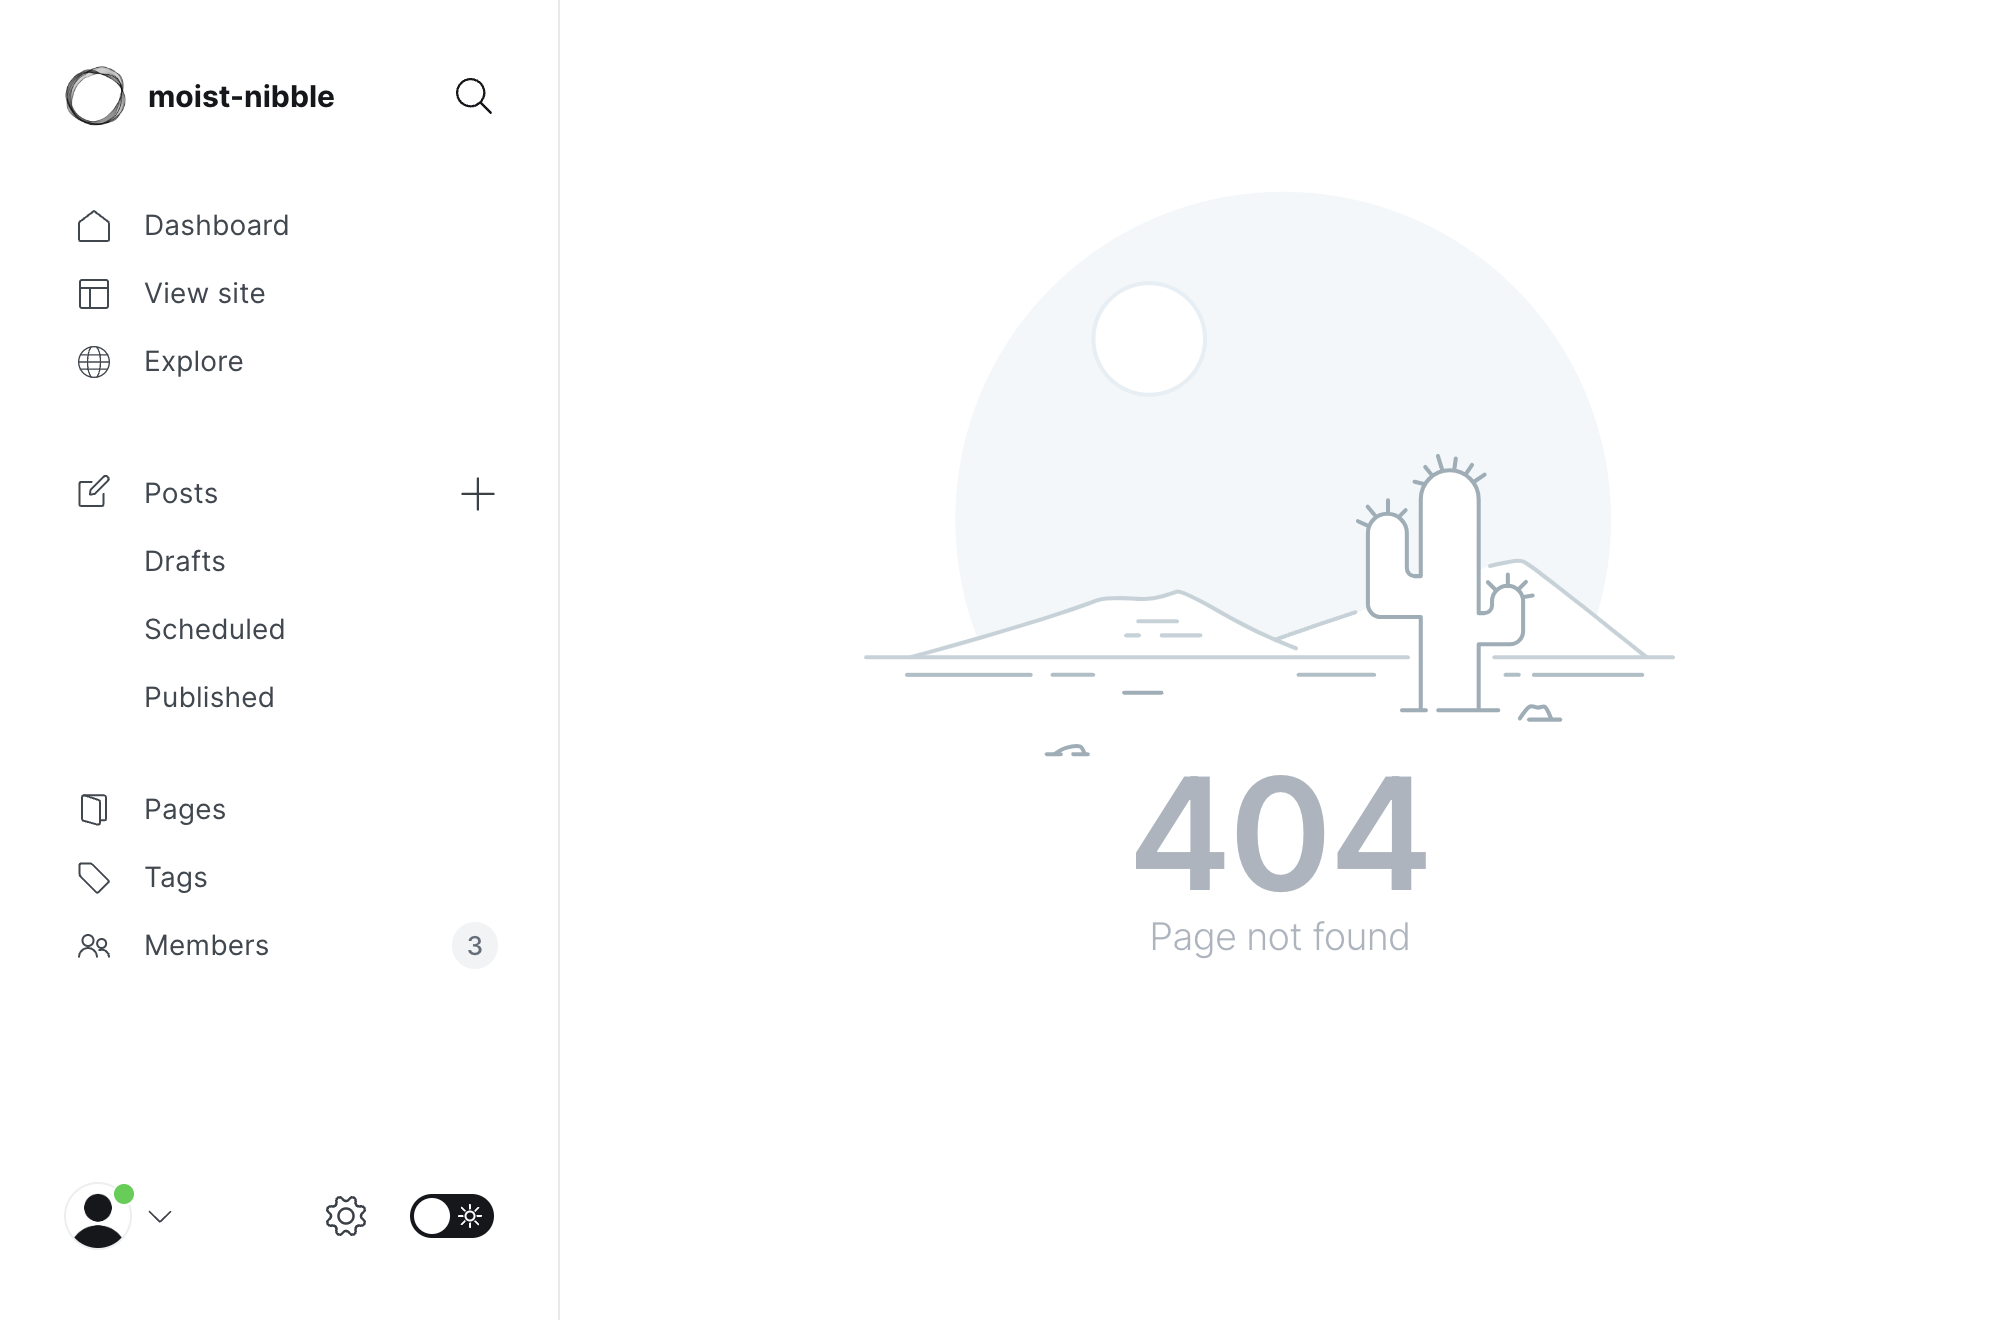 moist-nibble
Dashboard
View site
Explore
Posts
Drafts
Scheduled
Published
Pages
Tags
Members 3
404
Page not found